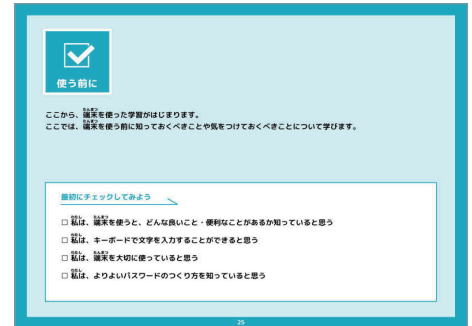 使う前に
ここから、端末を使った学習がはじまります。
ここでは、端末を使う前に知っておくべきことや気をつけておくべきことについて学びます。
最初にチェックしてみよう
□ 私は、端末を使うと、どんな良いこと・便利なことがあるか知っていると思う
□ 私は、キーボードで文字を入力することができると思う
□ 私は、端末を大切に使っていると思う
□ 私は、よりよいパスワードのつくり方を知っていると思う
25